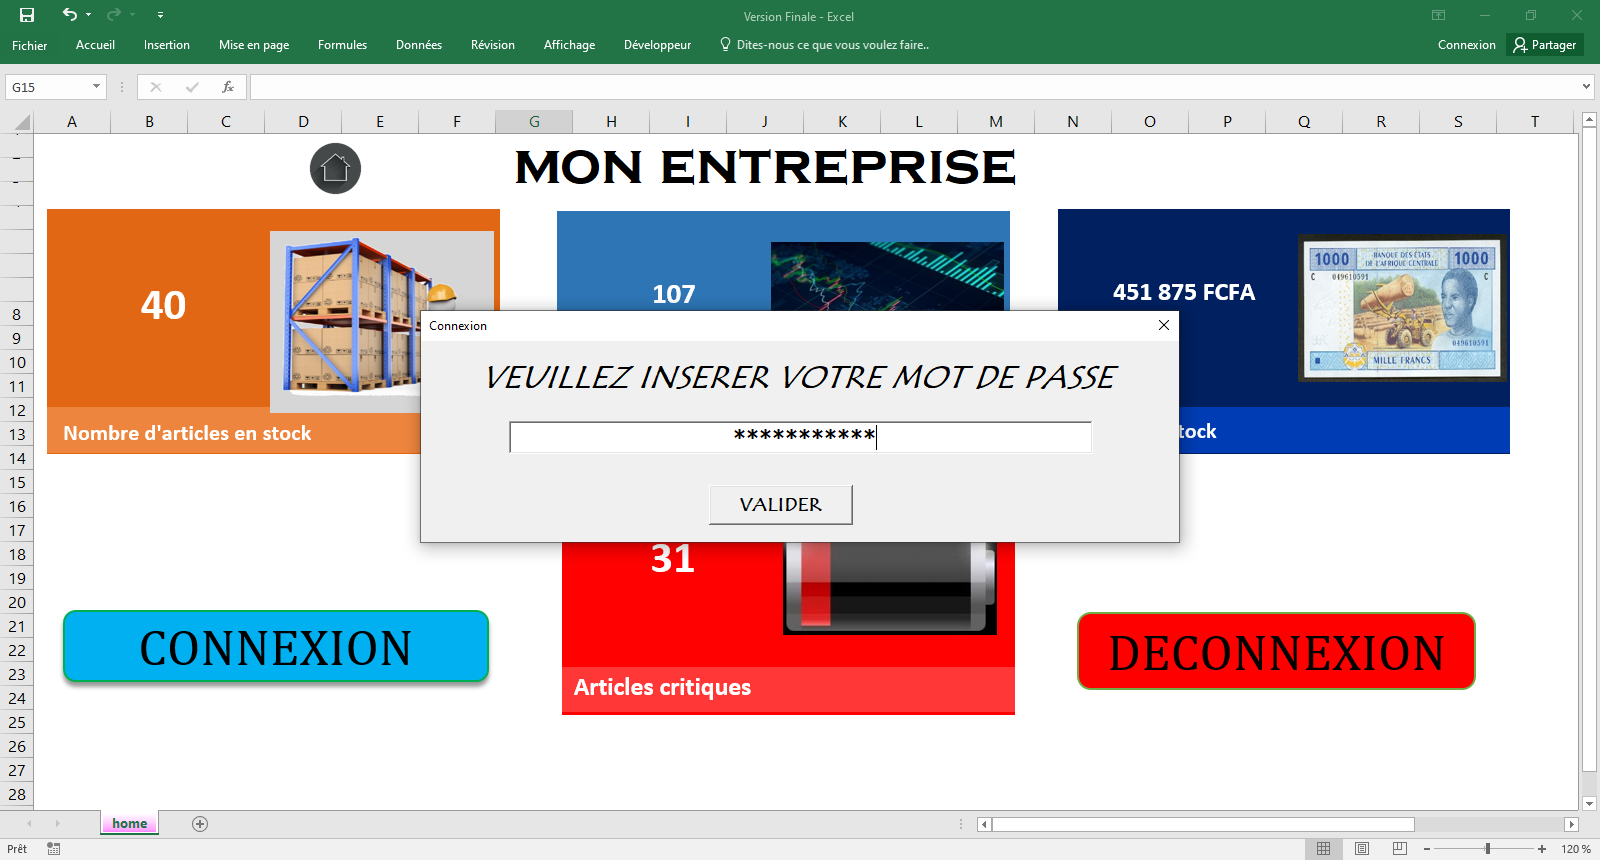 Version Finale - Excel
Fichier Accueil Insertion Mise en page Formules Données Révision Affichage Développeur Dites-nous ce que vous voulez faire.. Connexion Partager
G15 fx
A B C D E F G H I J K L M N O P Q R S T
MON ENTREPRISE
40
107
451 875 FCFA
1000 BANQUE DES ÉTATS 1000
DE L'AFRIQUE CENTRALE
C 049610591 C
049610591
MILLE FRANCS
Connexion
VEUILLEZ INSERER VOTRE MOT DE PASSE
***********
VALIDER
Nombre d'articles en stock
tock
31
CONNEXION
DECONNEXION
Articles critiques
8
9
10
11
12
13
14
15
16
17
18
19
20
21
22
23
24
25
26
27
28
home
Prêt
120 %